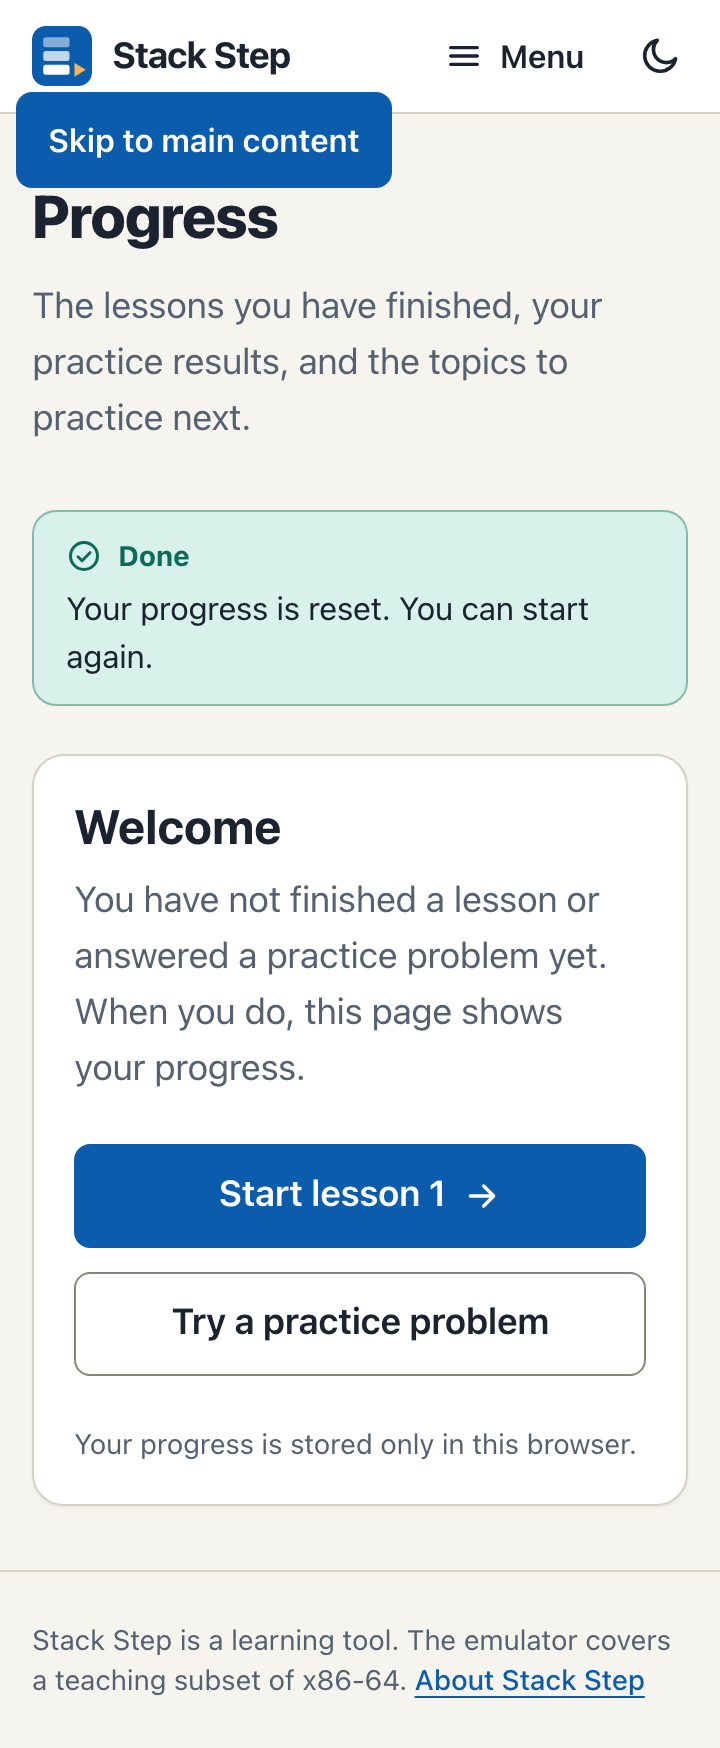 Stack Step
Menu
Skip to main content
Progress
The lessons you have finished, your
practice results, and the topics to
practice next.
Done
Your progress is reset. You can start
again.
Welcome
You have not finished a lesson or
answered a practice problem yet.
When you do, this page shows
your progress.
Start lesson 1 →
Try a practice problem
Your progress is stored only in this browser.
Stack Step is a learning tool. The emulator covers
a teaching subset of x86-64. About Stack Step